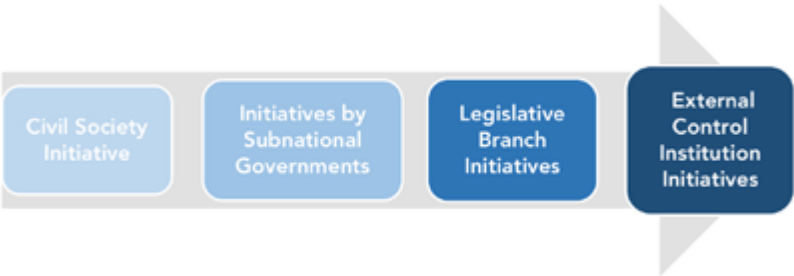 Civil Society
Initiative
Initiatives by
Subnational
Governments
Legislative
Branch
Initiatives
External
Control
Institution
Initiatives